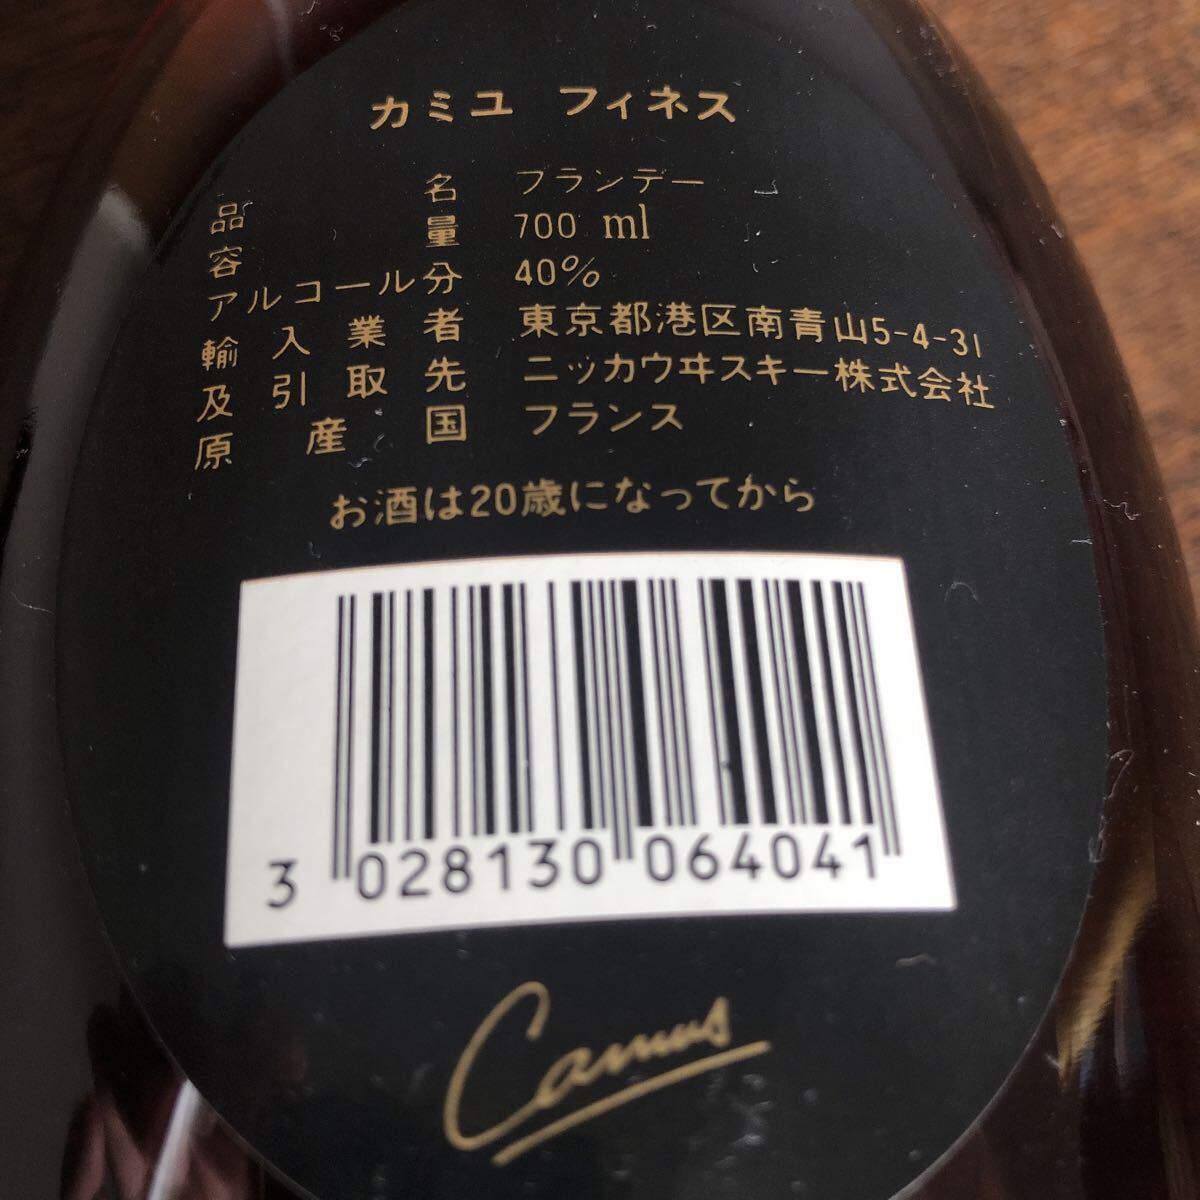 カミユ フィネス
品名 ブランデー
容量 700 ml
アルコール分 40%
輸入業者 東京都港区南青山5-4-31
及引取先 ニッカウヰスキー株式会社
原産国 フランス
お酒は20歳になってから
3 028130 064041
Camus